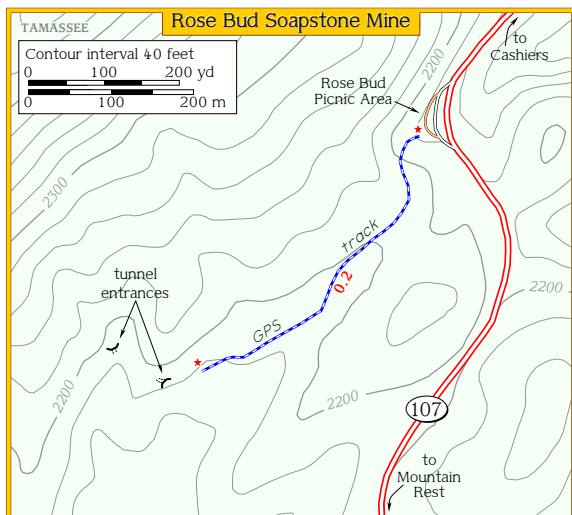 Rose Bud Soapstone Mine
TAMASSEE
Contour interval 40 feet
0 100 200 yd
0 100 200 m
to
Cashiers
2200
Rose Bud
Picnic Area
2300
track
0.2
tunnel
entrances
GPS
2200
2200
2200
107
to
Mountain
Rest